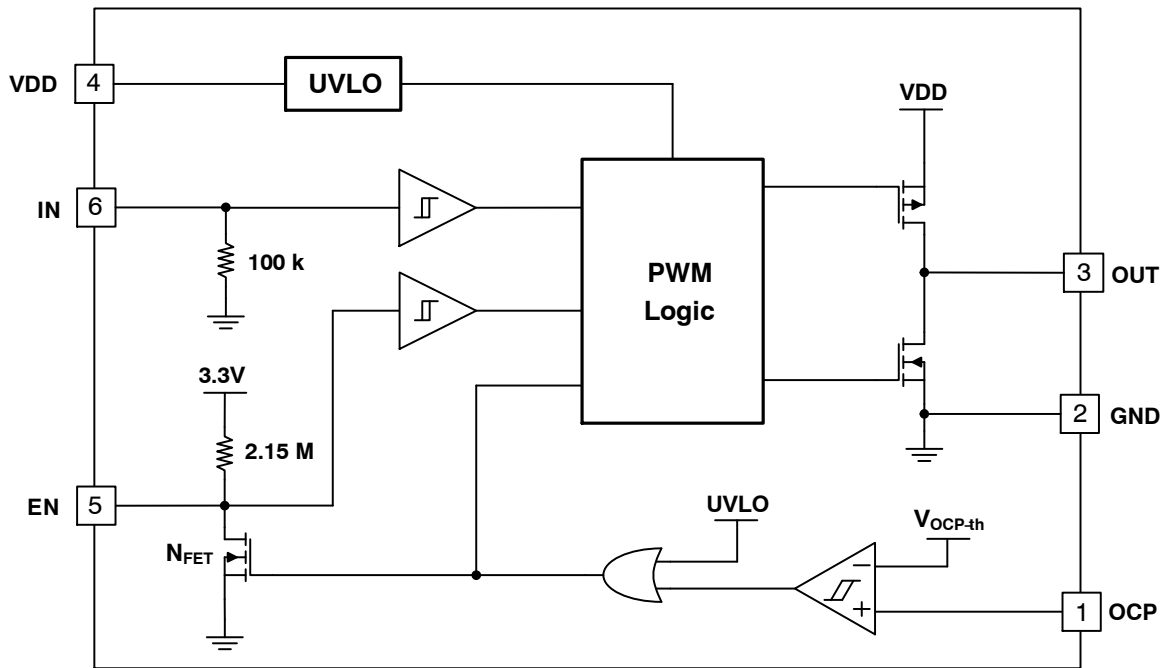 VDD
4
UVLO
VDD
IN
6
100 k
PWM
Logic
3
OUT
3.3V
2.15 M
2
GND
EN
5
NFET
UVLO
VOCP-th
−
+
1
OCP